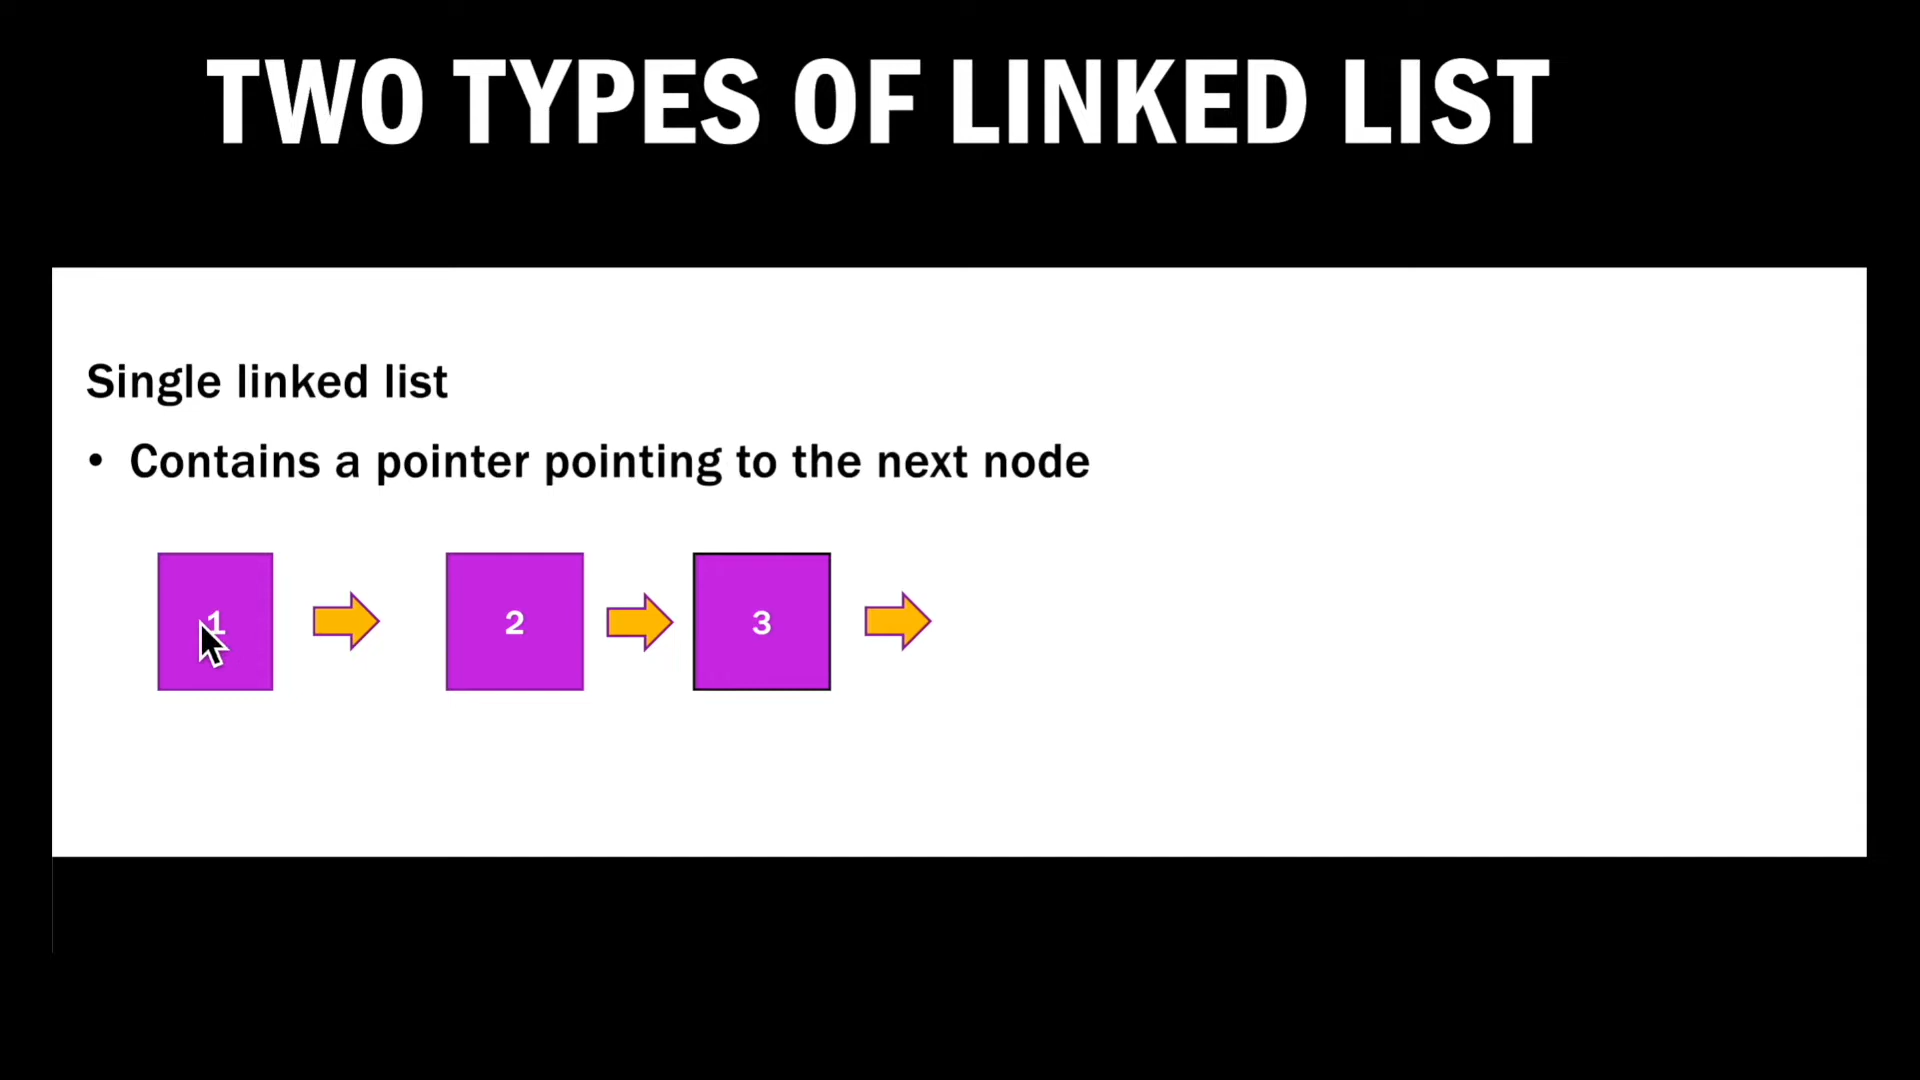 TWO TYPES OF LINKED LIST
Single linked list
• Contains a pointer pointing to the next node
1 2 3